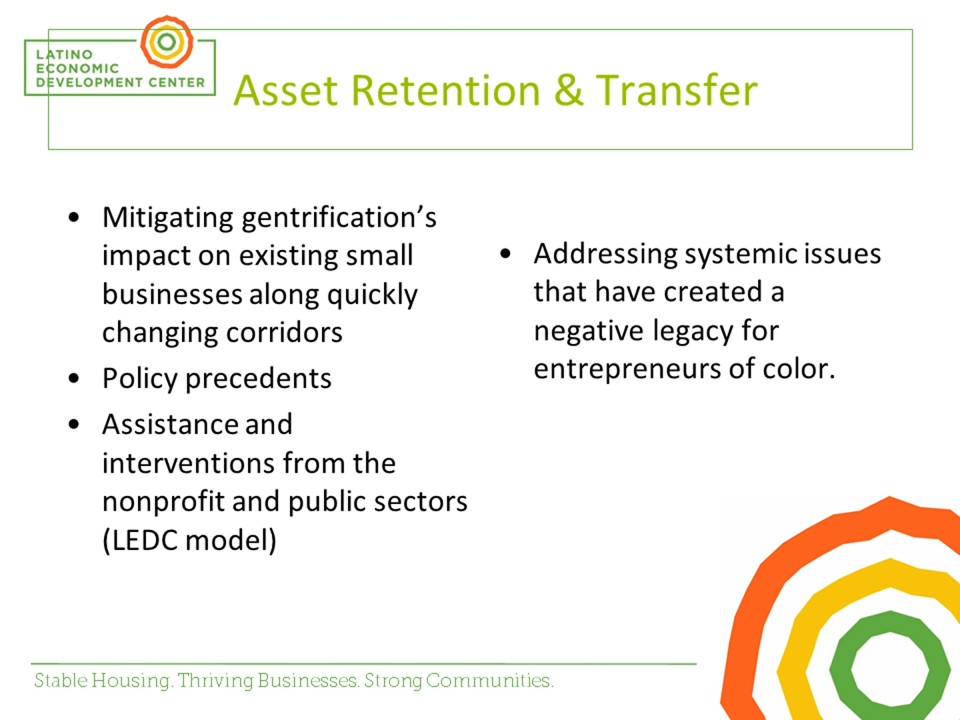 LATINO
ECONOMIC
DEVELOPMENT CENTER
Asset Retention & Transfer
• Mitigating gentrification’s
impact on existing small
businesses along quickly
changing corridors
• Policy precedents
• Assistance and
interventions from the
nonprofit and public sectors
(LEDC model)
• Addressing systemic issues
that have created a
negative legacy for
entrepreneurs of color.
Stable Housing. Thriving Businesses. Strong Communities.